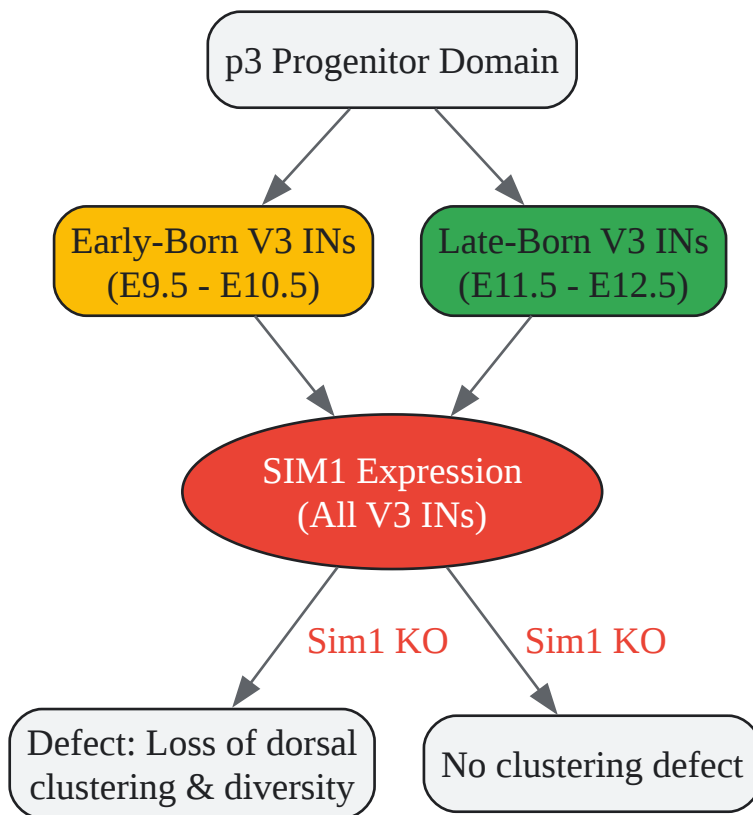 p3 Progenitor Domain
Early-Born V3 INs
(E9.5 - E10.5)
Late-Born V3 INs
(E11.5 - E12.5)
SIM1 Expression
(All V3 INs)
Sim1 KO
Sim1 KO
Defect: Loss of dorsal
clustering & diversity
No clustering defect